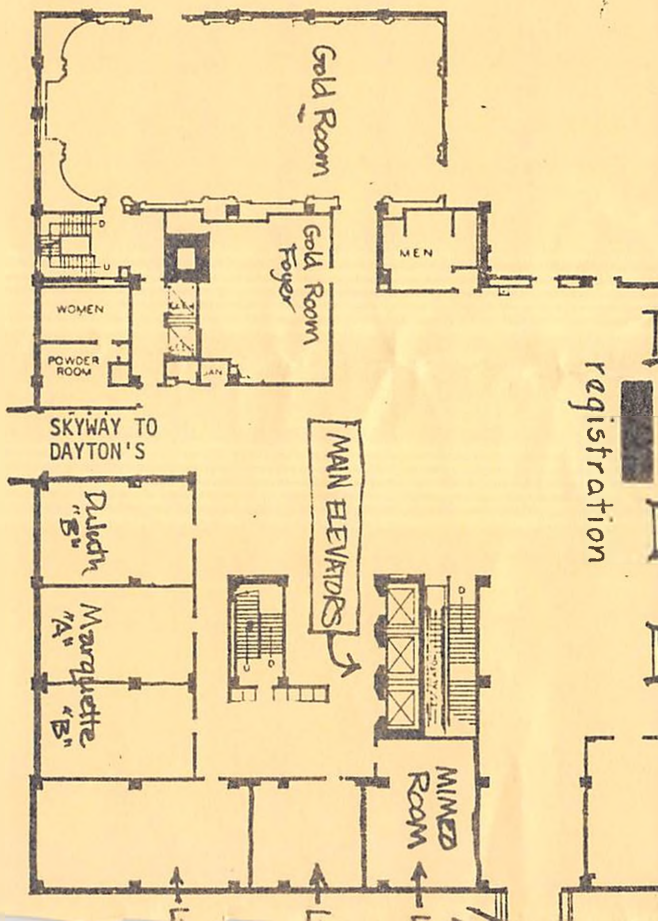 Gold Room
MEN
Gold Room
Foyer
WOMEN
POWDER
ROOM
JAN
D
U
SKYWAY TO
DAYTON'S
registration
MAIN ELEVATORS
Duluth
"B"
Marquette
"A" "B"
U
D
D
MIMEO
ROOM